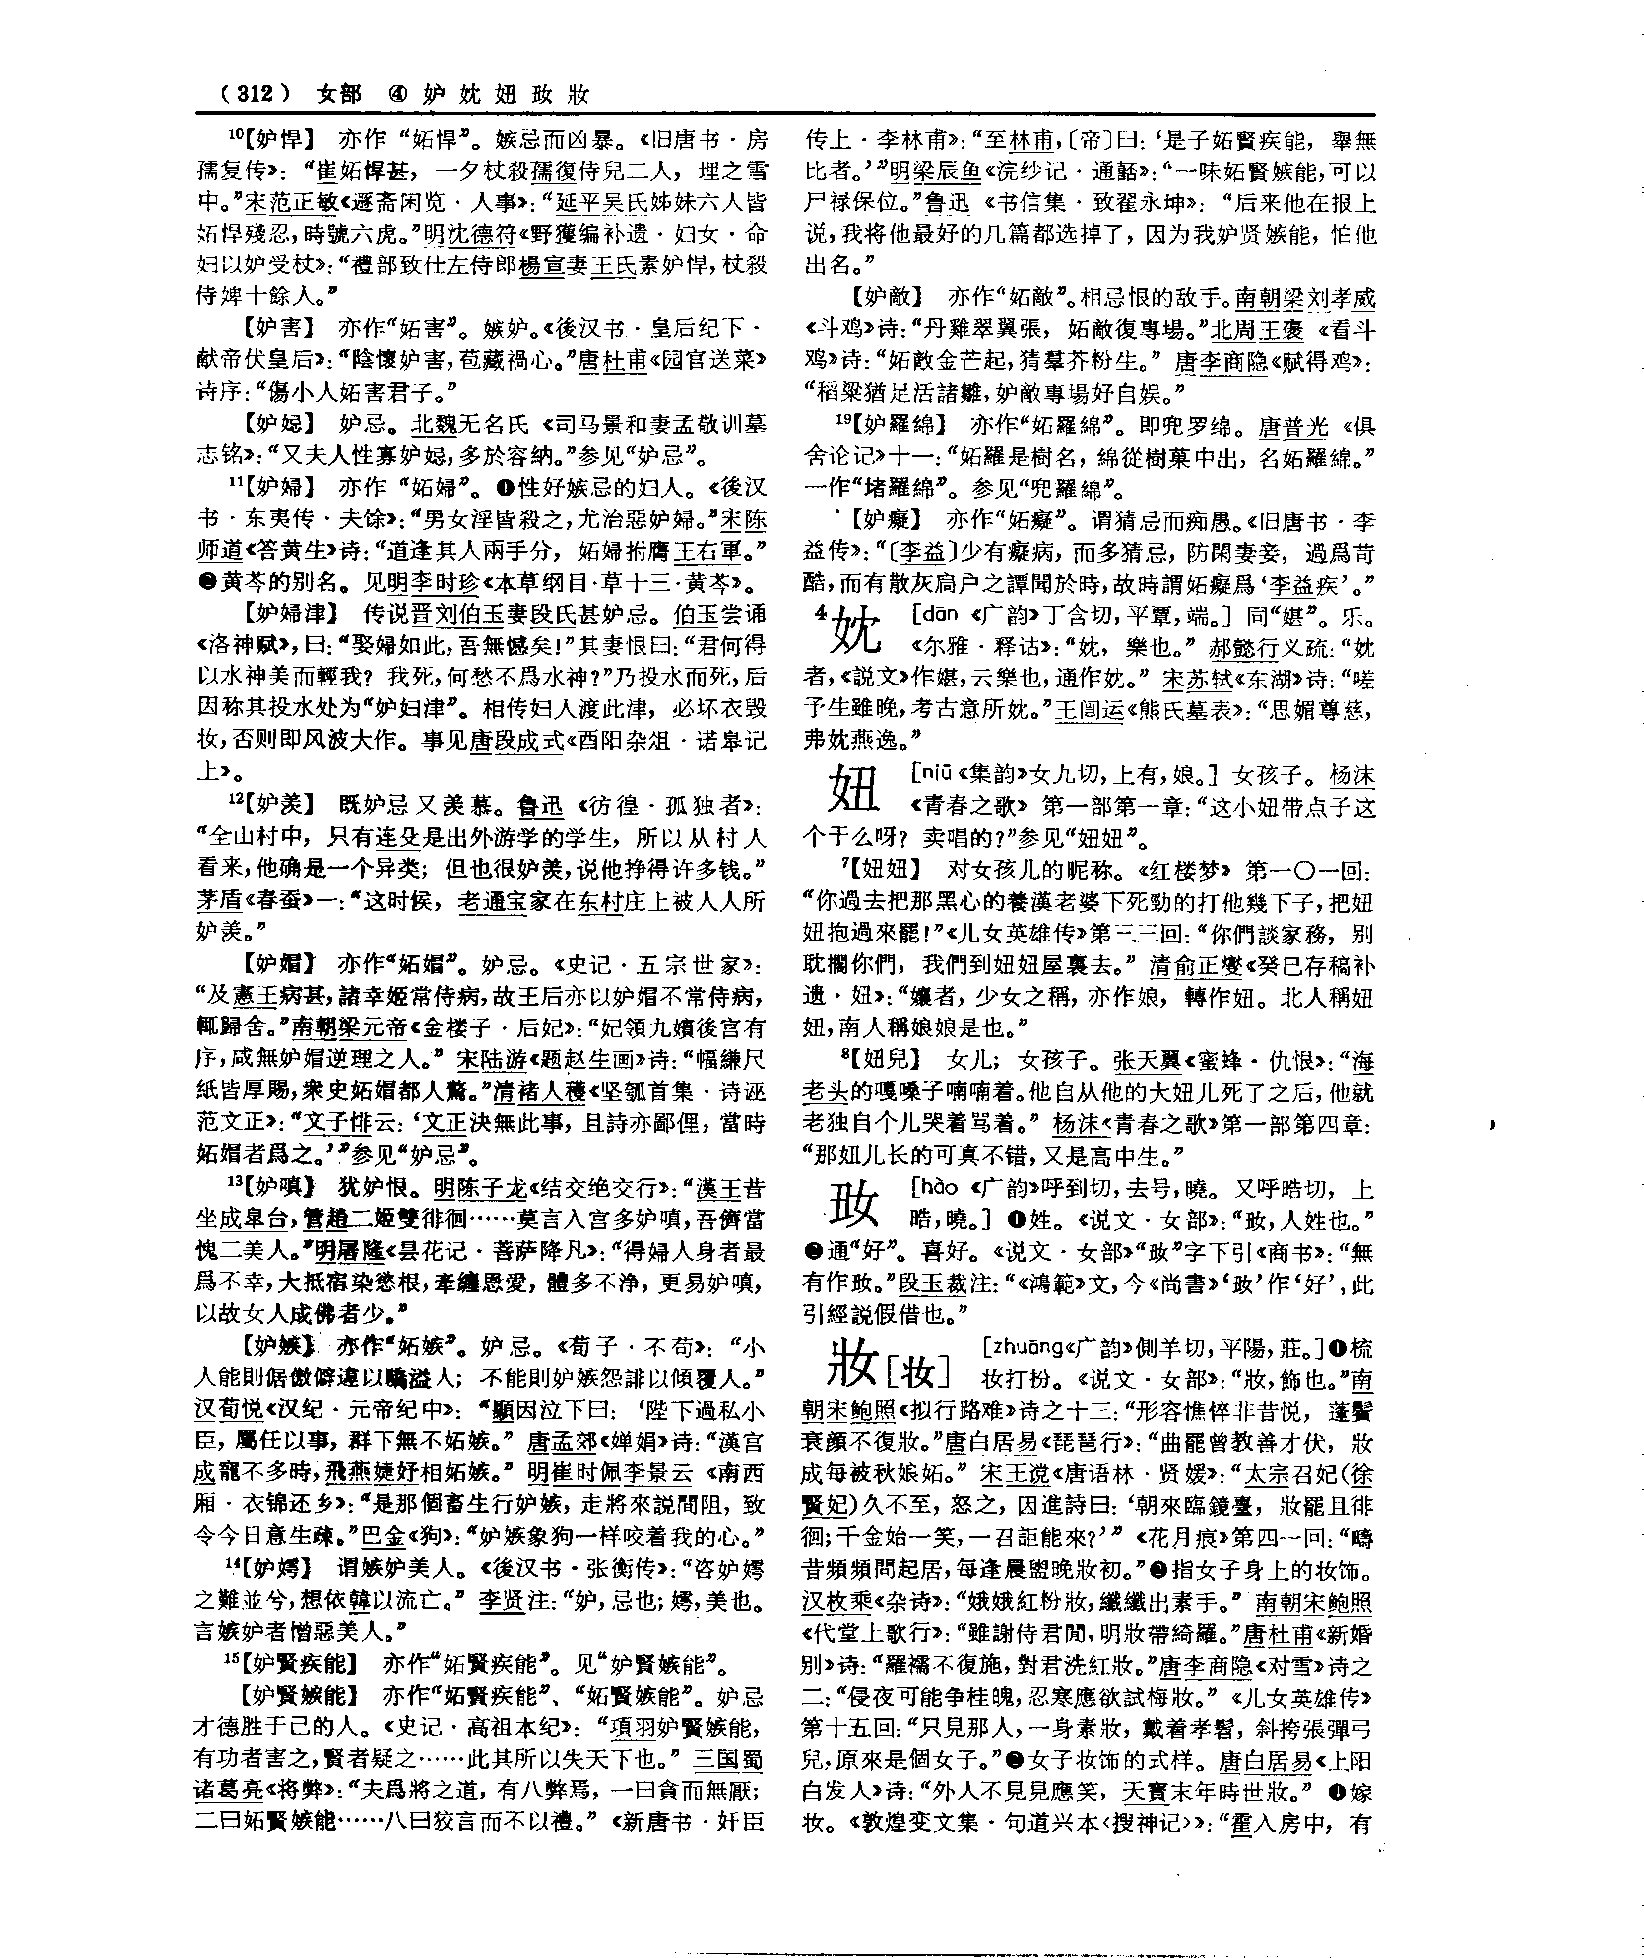 （312） 女部 ④ 妒妉妞㚪妝
¹⁰【妒悍】 亦作“妬悍”。嫉忌而凶暴。《旧唐书·房
孺复传》：“崔妬悍甚，一夕杖殺孺復侍兒二人，埋之雪
中。”宋范正敏《遯斋闲览·人事》：“延平吴氏姊妹六人皆
妬悍殘忍，時號六虎。”明沈德符《野獲编补遗·妇女·命
妇以妒受杖》：“禮部致仕左侍郎楊宣妻王氏素妒悍，杖殺
侍婢十餘人。”
【妒害】 亦作“妬害”。嫉妒。《後汉书·皇后纪下·
献帝伏皇后》：“陰懷妒害，苞藏禍心。”唐杜甫《园官送菜》
诗序：“傷小人妬害君子。”
【妒㛅】 妒忌。北魏无名氏《司马景和妻孟敬训墓
志铭》：“又夫人性寡妒㛅，多於容纳。”参见“妒忌”。
¹¹【妒婦】 亦作“妬婦”。❶性好嫉忌的妇人。《後汉
书·东夷传·夫馀》：“男女淫皆殺之，尤治惡妒婦。”宋陈
师道《答黄生》诗：“道逢其人兩手分，妬婦拊膺王右軍。”
❷黄芩的别名。见明李时珍《本草纲目·草十三·黄芩》。
【妒婦津】 传说晋刘伯玉妻段氏甚妒忌。伯玉尝诵
《洛神赋》，曰：“娶婦如此，吾無憾矣！”其妻恨曰：“君何得
以水神美而輕我？我死，何愁不爲水神？”乃投水而死，后
因称其投水处为“妒妇津”。相传妇人渡此津，必坏衣毁
妆，否则即风波大作。事见唐段成式《酉阳杂俎·诺皋记
上》。
¹²【妒羡】 既妒忌又羡慕。鲁迅《彷徨·孤独者》：
“全山村中，只有连殳是出外游学的学生，所以从村人
看来，他确是一个异类；但也很妒羡，说他挣得许多钱。”
茅盾《春蚕》一：“这时候，老通宝家在东村庄上被人人所
妒羡。”
【妒媢】 亦作“妬媢”。妒忌。《史记·五宗世家》：
“及憲王病甚，諸幸姬常侍病，故王后亦以妒媢不常侍病，
輒歸舍。”南朝梁元帝《金楼子·后妃》：“妃領九嬪後宫有
序，咸無妒媢逆理之人。”宋陆游《题赵生画》诗：“幅縑尺
紙皆厚賜，衆史妬媢都人驚。”清褚人穫《坚瓠首集·诗诬
范文正》：“文子悱云：‘文正決無此事，且詩亦鄙俚，當時
妬媢者爲之。’”参见“妒忌”。
¹³【妒嗔】 犹妒恨。明陈子龙《结交绝交行》：“漢王昔
坐成皐台，管趙二姬雙徘徊……莫言入宫多妒嗔，吾儕當
愧二美人。”明屠隆《昙花记·菩萨降凡》：“得婦人身者最
爲不幸，大抵宿染慾根，牽纏恩愛，體多不净，更易妒嗔，
以故女人成佛者少。”
【妒嫉】 亦作“妬嫉”。妒忌。《荀子·不苟》：“小
人能則倨傲僻違以驕溢人；不能則妒嫉怨誹以傾覆人。”
汉荀悦《汉纪·元帝纪中》：“顯因泣下曰：‘陛下過私小
臣，屬任以事，群下無不妬嫉。”唐孟郊《婵娟》诗：“漢宫
成寵不多時，飛燕婕妤相妬嫉。”明崔时佩李景云《南西
厢·衣锦还乡》：“是那個畜生行妒嫉，走將來説間阻，致
令今日意生疎。”巴金《狗》：“妒嫉象狗一样咬着我的心。”
¹⁴【妒嫮】 谓嫉妒美人。《後汉书·张衡传》：“咨妒嫮
之難並兮，想依韓以流亡。”李贤注：“妒，忌也；嫮，美也。
言嫉妒者憎惡美人。”
¹⁵【妒賢疾能】 亦作“妬賢疾能”。见“妒賢嫉能”。
【妒賢嫉能】 亦作“妬賢疾能”、“妬賢嫉能”。妒忌
才德胜于己的人。《史记·高祖本纪》：“項羽妒賢嫉能，
有功者害之，賢者疑之……此其所以失天下也。”三国蜀
诸葛亮《将弊》：“夫爲將之道，有八弊焉，一曰貪而無厭；
二曰妬賢嫉能……八曰狡言而不以禮。”《新唐书·奸臣
传上·李林甫》：“至林甫，〔帝〕曰：‘是子妬賢疾能，舉無
比者。’”明梁辰鱼《浣纱记·通嚭》：“一味妬賢嫉能，可以
尸禄保位。”鲁迅《书信集·致翟永坤》：“后来他在报上
说，我将他最好的几篇都选掉了，因为我妒贤嫉能，怕他
出名。”
【妒敵】 亦作“妬敵”。相忌恨的敌手。南朝梁刘孝威
《斗鸡》诗：“丹雞翠翼張，妬敵復專場。”北周王褒《看斗
鸡》诗：“妬敵金芒起，猜羣芥粉生。”唐李商隐《赋得鸡》：
“稻粱猶足活諸雛，妒敵專場好自娱。”
¹⁹【妒羅綿】 亦作“妬羅綿”。即兜罗绵。唐普光《俱
舍论记》十一：“妬羅是樹名，綿從樹菓中出，名妬羅綿。”
一作“堵羅綿”。参见“兜羅綿”。
【妒癡】 亦作“妬癡”。谓猜忌而痴愚。《旧唐书·李
益传》：“〔李益〕少有癡病，而多猜忌，防閑妻妾，過爲苛
酷，而有散灰扃户之譚聞於時，故時謂妬癡爲‘李益疾’。”
⁴妉 [dān《广韵》丁含切，平覃，端。] 同“媅”。乐。
《尔雅·释诂》：“妉，樂也。”郝懿行义疏：“妉
者，《説文》作媅，云樂也，通作妉。”宋苏轼《东湖》诗：“嗟
予生雖晚，考古意所妉。”王闿运《熊氏墓表》：“思媚尊慈，
弗妉燕逸。”
妞 [niū《集韵》女九切，上有，娘。] 女孩子。杨沫
《青春之歌》第一部第一章：“这小妞带点子这
个干么呀？卖唱的？”参见“妞妞”。
⁷【妞妞】 对女孩儿的昵称。《红楼梦》第一〇一回：
“你過去把那黑心的養漢老婆下死勁的打他幾下子，把妞
妞抱過來罷！”《儿女英雄传》第三三回：“你們談家務，别
耽擱你們，我們到妞妞屋裏去。”清俞正燮《癸巳存稿补
遗·妞》：“孃者，少女之稱，亦作娘，轉作妞。北人稱妞
妞，南人稱娘娘是也。”
⁸【妞兒】 女儿；女孩子。张天翼《蜜蜂·仇恨》：“海
老头的嘎嗓子喃喃着。他自从他的大妞儿死了之后，他就
老独自个儿哭着骂着。”杨沫《青春之歌》第一部第四章：
“那妞儿长的可真不错，又是高中生。”
㚪 [hào《广韵》呼到切，去号，曉。又呼晧切，上
晧，曉。] ❶姓。《说文·女部》：“㚪，人姓也。”
❷通“好”。喜好。《说文·女部》“㚪”字下引《商书》：“無
有作㚪。”段玉裁注：“《鴻範》文，今《尚書》‘㚪’作‘好’，此
引經説假借也。”
妝[妆] [zhuāng《广韵》側羊切，平陽，莊。]❶梳
妆打扮。《说文·女部》：“妝，飾也。”南
朝宋鲍照《拟行路难》诗之十三：“形容憔悴非昔悦，蓬鬢
衰顔不復妝。”唐白居易《琵琶行》：“曲罷曾教善才伏，妝
成每被秋娘妬。”宋王谠《唐语林·贤媛》：“太宗召妃（徐
賢妃）久不至，怒之，因進詩曰：‘朝來臨鏡臺，妝罷且徘
徊；千金始一笑，一召詎能來？’”《花月痕》第四一回：“疇
昔頻頻問起居，每逢晨盥晚妝初。”❷指女子身上的妆饰。
汉枚乘《杂诗》：“娥娥紅粉妝，纖纖出素手。”南朝宋鲍照
《代堂上歌行》：“雖謝侍君閒，明妝帶綺羅。”唐杜甫《新婚
别》诗：“羅襦不復施，對君洗紅妝。”唐李商隐《对雪》诗之
二：“侵夜可能争桂魄，忍寒應欲試梅妝。”《儿女英雄传》
第十五回：“只見那人，一身素妝，戴着孝髻，斜挎張彈弓
兒，原來是個女子。”❸女子妆饰的式样。唐白居易《上阳
白发人》诗：“外人不見見應笑，天寶末年時世妝。”❹嫁
妆。《敦煌变文集·句道兴本〈搜神记〉》：“霍入房中，有